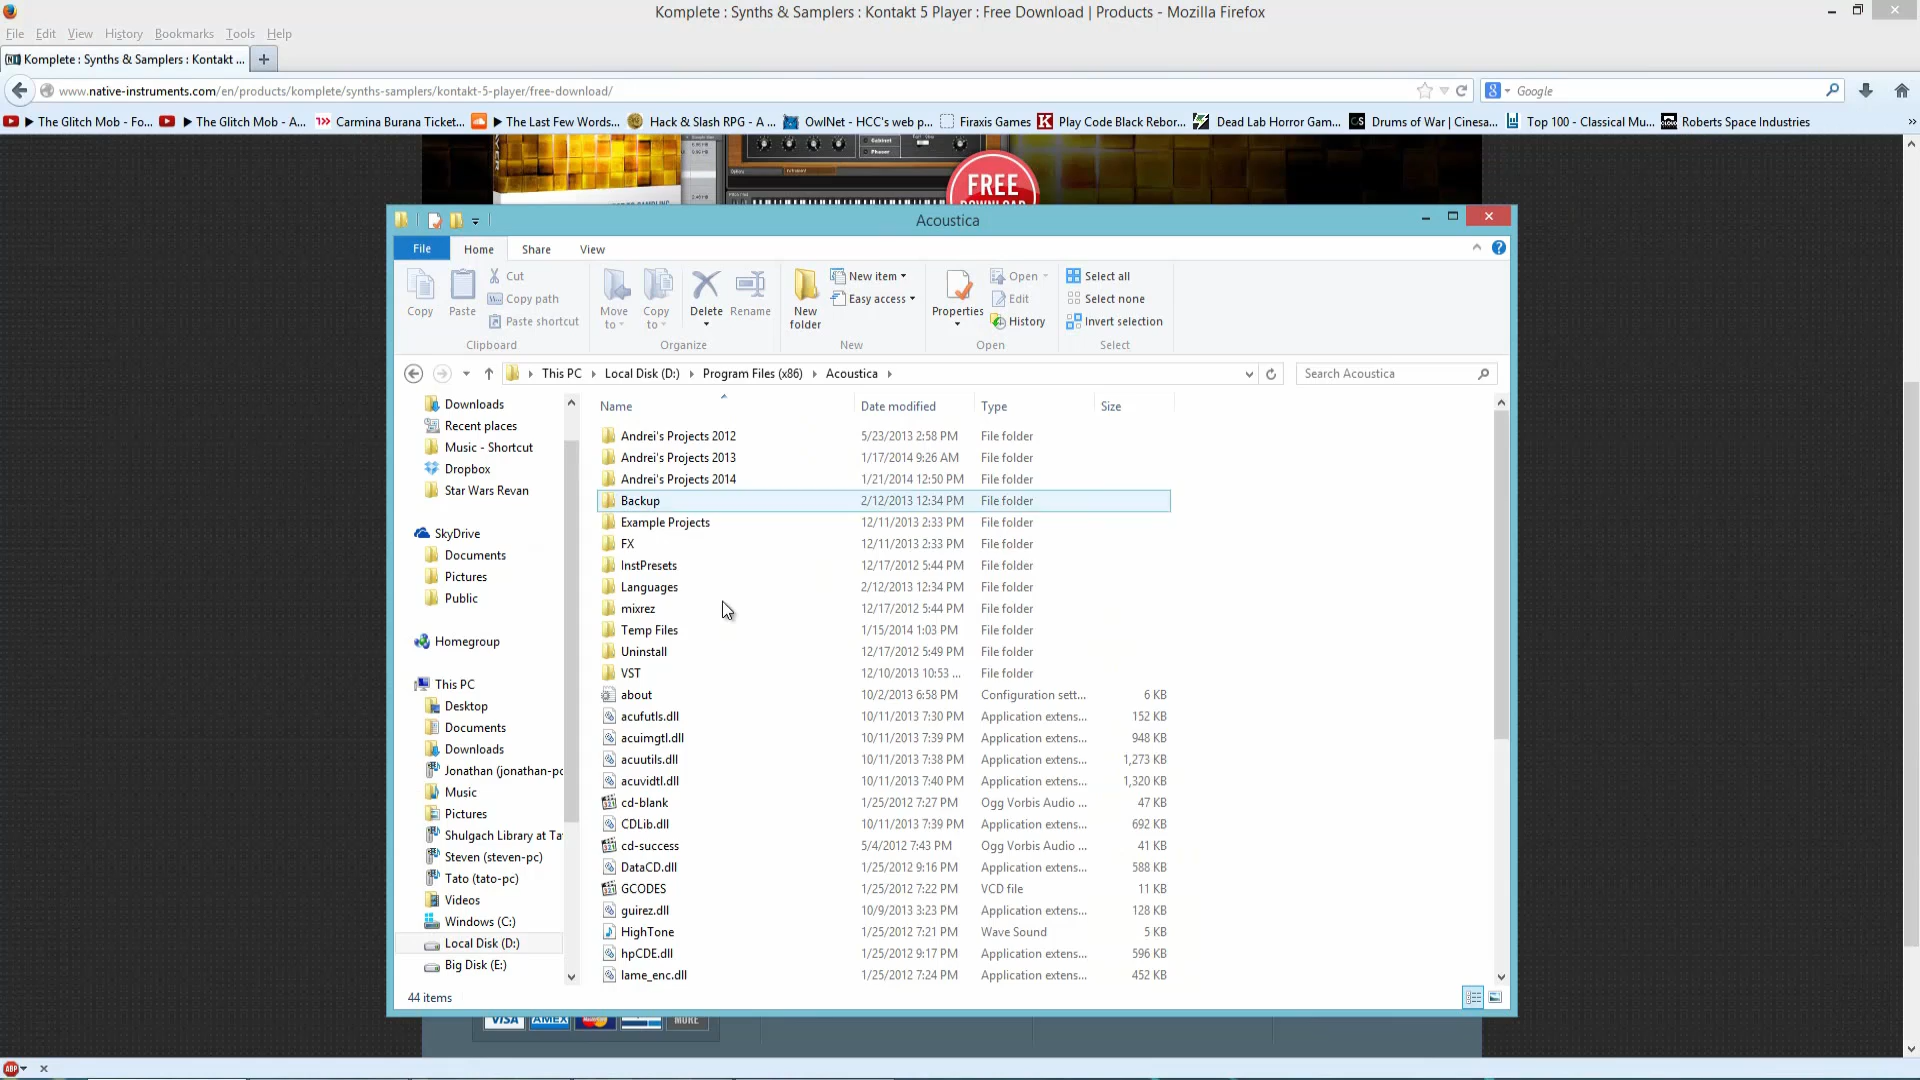 Komplete : Synths & Samplers : Kontakt 5 Player : Free Download | Products - Mozilla Firefox
File Edit View History Bookmarks Tools Help
Komplete : Synths & Samplers : Kontakt ...
www.native-instruments.com/en/products/komplete/synths-samplers/kontakt-5-player/free-download/
Google
The Glitch Mob - Fo... The Glitch Mob - A... Carmina Burana Ticket... The Last Few Words... Hack & Slash RPG - A ... OwlNet - HCC's web p... Firaxis Games Play Code Black Rebor... Dead Lab Horror Gam... Drums of War | Cinesa... Top 100 - Classical Mu... Roberts Space Industries
FREE
Acoustica
File Home Share View
Copy Paste Cut Copy path Paste shortcut
Move to Copy to Delete Rename
New folder New item Easy access
Properties Open Edit History
Select all Select none Invert selection
Clipboard Organize New Open Select
This PC Local Disk (D:) Program Files (x86) Acoustica
Search Acoustica
Downloads
Recent places
Music - Shortcut
Dropbox
Star Wars Revan
SkyDrive
Documents
Pictures
Public
Homegroup
This PC
Desktop
Documents
Downloads
Jonathan (jonathan-pc
Music
Pictures
Shulgach Library at Ta
Steven (steven-pc)
Tato (tato-pc)
Videos
Windows (C:)
Local Disk (D:)
Big Disk (E:)
Name Date modified Type Size
Andrei's Projects 2012 5/23/2013 2:58 PM File folder
Andrei's Projects 2013 1/17/2014 9:26 AM File folder
Andrei's Projects 2014 1/21/2014 12:50 PM File folder
Backup 2/12/2013 12:34 PM File folder
Example Projects 12/11/2013 2:33 PM File folder
FX 12/11/2013 2:33 PM File folder
InstPresets 12/17/2012 5:44 PM File folder
Languages 2/12/2013 12:34 PM File folder
mixrez 12/17/2012 5:44 PM File folder
Temp Files 1/15/2014 1:03 PM File folder
Uninstall 12/17/2012 5:49 PM File folder
VST 12/10/2013 10:53 ... File folder
about 10/2/2013 6:58 PM Configuration sett... 6 KB
acufutls.dll 10/11/2013 7:30 PM Application extens... 152 KB
acuimgtl.dll 10/11/2013 7:39 PM Application extens... 948 KB
acuutils.dll 10/11/2013 7:38 PM Application extens... 1,273 KB
acuvidtl.dll 10/11/2013 7:40 PM Application extens... 1,320 KB
cd-blank 1/25/2012 7:27 PM Ogg Vorbis Audio ... 47 KB
CDLib.dll 10/11/2013 7:39 PM Application extens... 692 KB
cd-success 5/4/2012 7:43 PM Ogg Vorbis Audio ... 41 KB
DataCD.dll 1/25/2012 9:16 PM Application extens... 588 KB
GCODES 1/25/2012 7:22 PM VCD file 11 KB
guirez.dll 10/9/2013 3:23 PM Application extens... 128 KB
HighTone 1/25/2012 7:21 PM Wave Sound 5 KB
hpCDE.dll 1/25/2012 9:17 PM Application extens... 596 KB
lame_enc.dll 1/25/2012 7:24 PM Application extens... 452 KB
44 items
VISA AMEX MORE
ABP